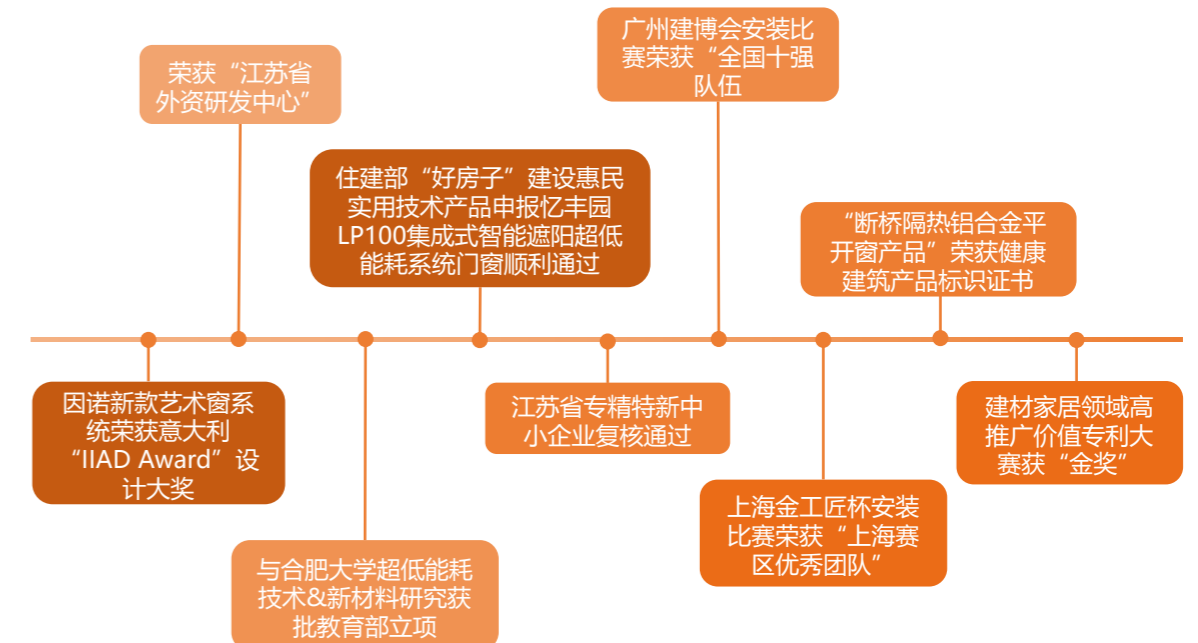 荣获“江苏省
外资研发中心”
广州建博会安装比
赛荣获“全国十强
队伍
住建部“好房子”建设惠民
实用技术产品申报忆丰园
LP100集成式智能遮阳超低
能耗系统门窗顺利通过
“断桥隔热铝合金平
开窗产品”荣获健康
建筑产品标识证书
因诺新款艺术窗系
统荣获意大利
“IIAD Award”设
计大奖
江苏省专精特新中
小企业复核通过
建材家居领域高
推广价值专利大
赛获“金奖”
上海金工匠杯安装
比赛荣获“上海赛
区优秀团队”
与合肥大学超低能耗
技术&新材料研究获
批教育部立项